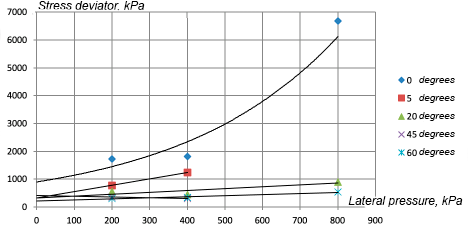 Stress deviator, kPa
7000
6000
5000
4000
3000
2000
1000
0
0 100 200 300 400 500 600 700 800 900
Lateral pressure, kPa
0 degrees
5 degrees
20 degrees
45 degrees
60 degrees